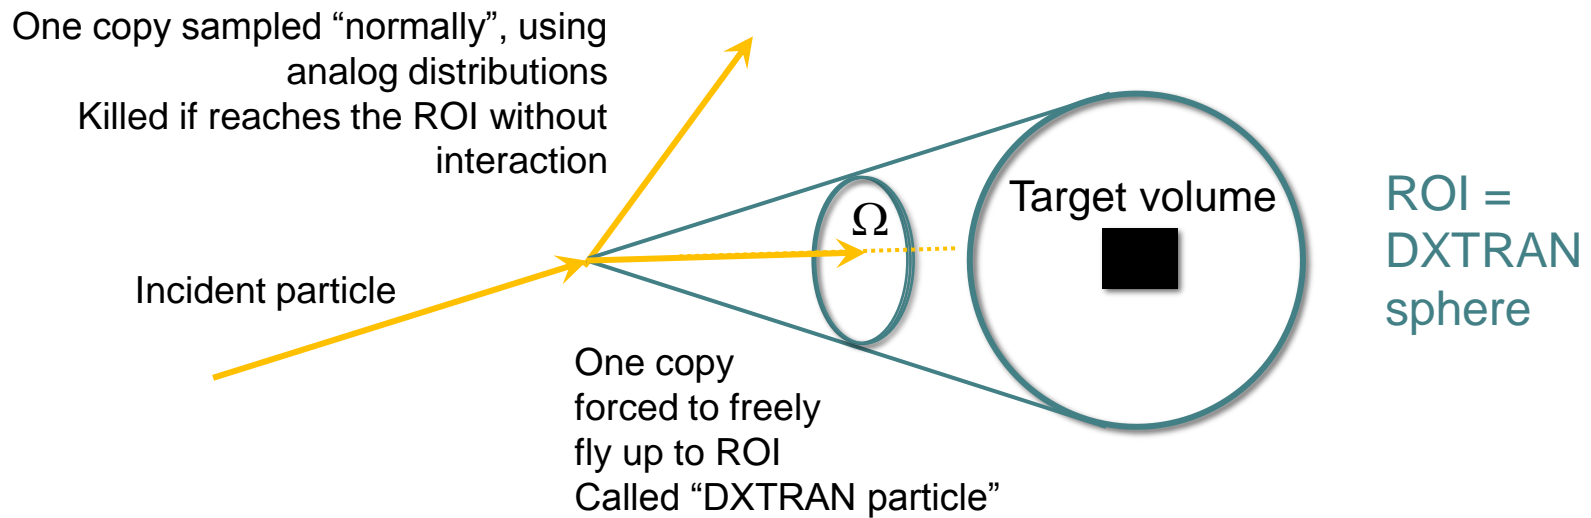 One copy sampled “normally”, using
analog distributions
Killed if reaches the ROI without
interaction
Incident particle
Ω
Target volume
ROI =
DXTRAN
sphere
One copy
forced to freely
fly up to ROI
Called “DXTRAN particle”